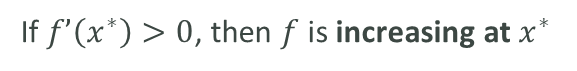 If f'(x*) > 0, then f is increasing at x*